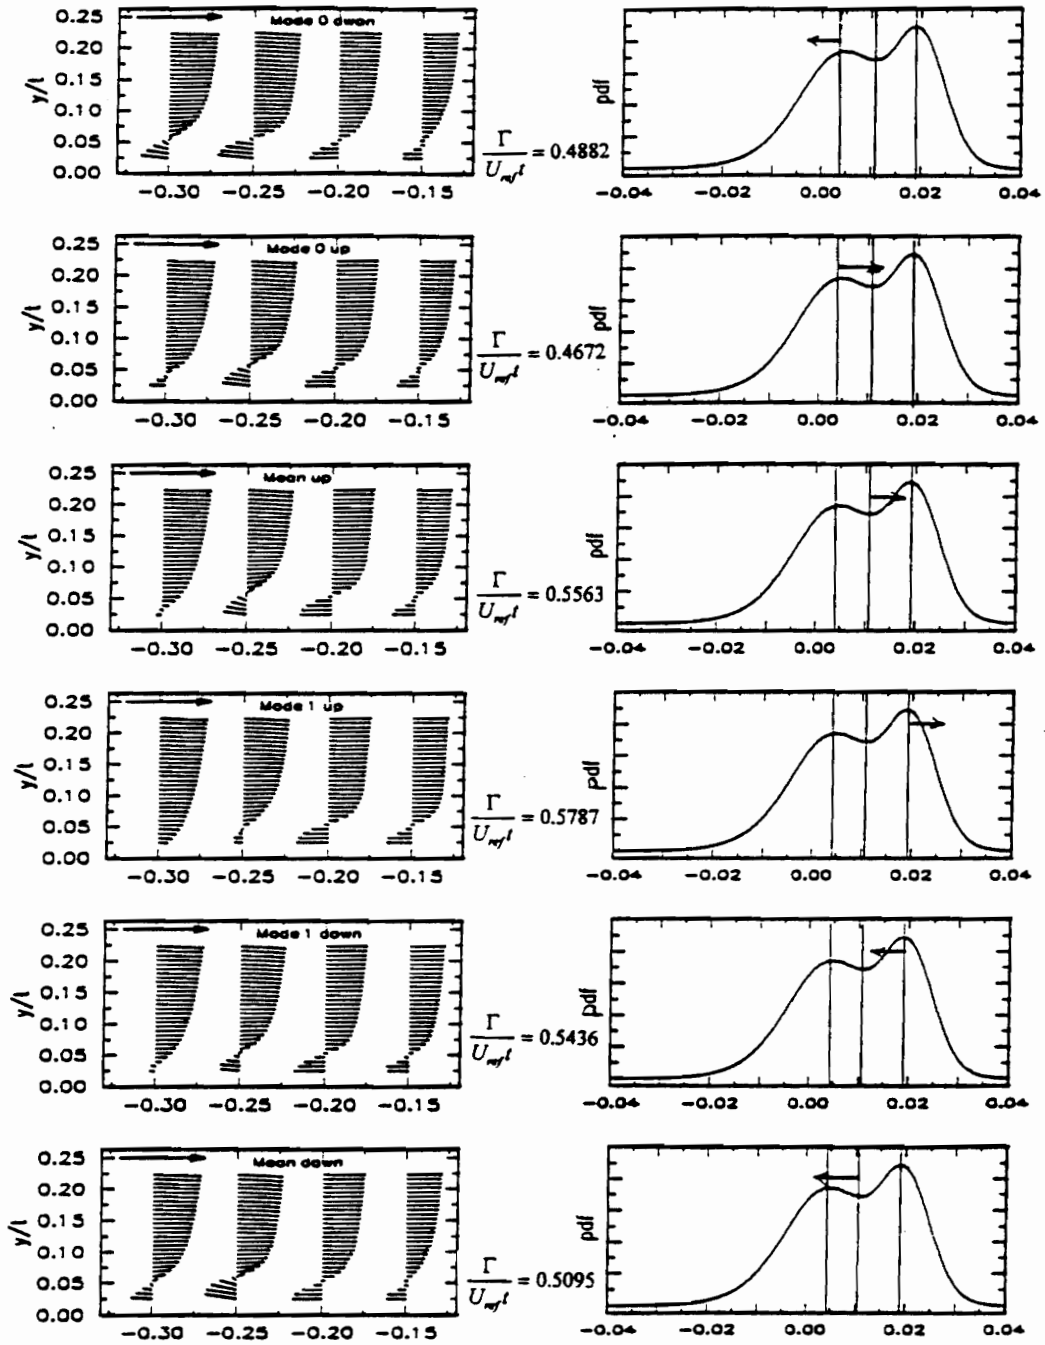 0.25
0.20
0.15
0.10
0.05
0.00
y/t
Mode 0 dwan
-0.30 -0.25 -0.20 -0.15
Γ
U_ref t = 0.4882
pdf
-0.04 -0.02 0.00 0.02 0.04
0.25
0.20
0.15
0.10
0.05
0.00
y/t
Mode 0 up
-0.30 -0.25 -0.20 -0.15
Γ
U_ref t = 0.4672
pdf
-0.04 -0.02 0.00 0.02 0.04
0.25
0.20
0.15
0.10
0.05
0.00
y/t
Mean up
-0.30 -0.25 -0.20 -0.15
Γ
U_ref t = 0.5563
pdf
-0.04 -0.02 0.00 0.02 0.04
0.25
0.20
0.15
0.10
0.05
0.00
y/t
Mode 1 up
-0.30 -0.25 -0.20 -0.15
Γ
U_ref t = 0.5787
pdf
-0.04 -0.02 0.00 0.02 0.04
0.25
0.20
0.15
0.10
0.05
0.00
y/t
Mode 1 down
-0.30 -0.25 -0.20 -0.15
Γ
U_ref t = 0.5436
pdf
-0.04 -0.02 0.00 0.02 0.04
0.25
0.20
0.15
0.10
0.05
0.00
y/t
Mean down
-0.30 -0.25 -0.20 -0.15
Γ
U_ref t = 0.5095
pdf
-0.04 -0.02 0.00 0.02 0.04